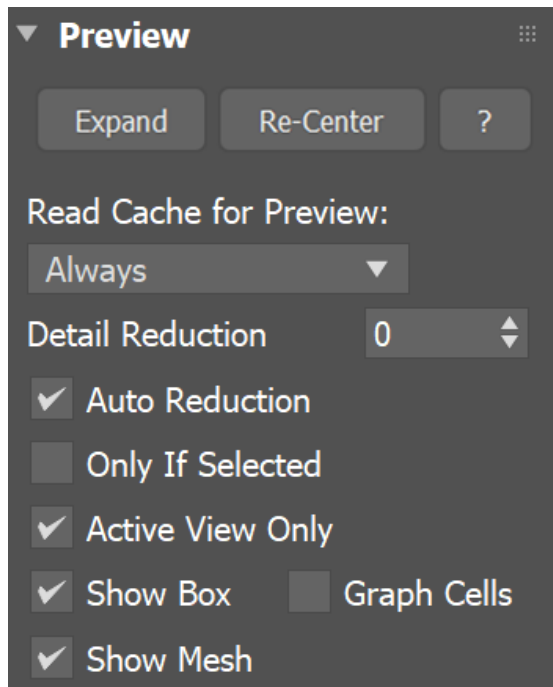 Preview
Expand Re-Center ?
Read Cache for Preview:
Always
Detail Reduction 0
Auto Reduction
Only If Selected
Active View Only
Show Box Graph Cells
Show Mesh